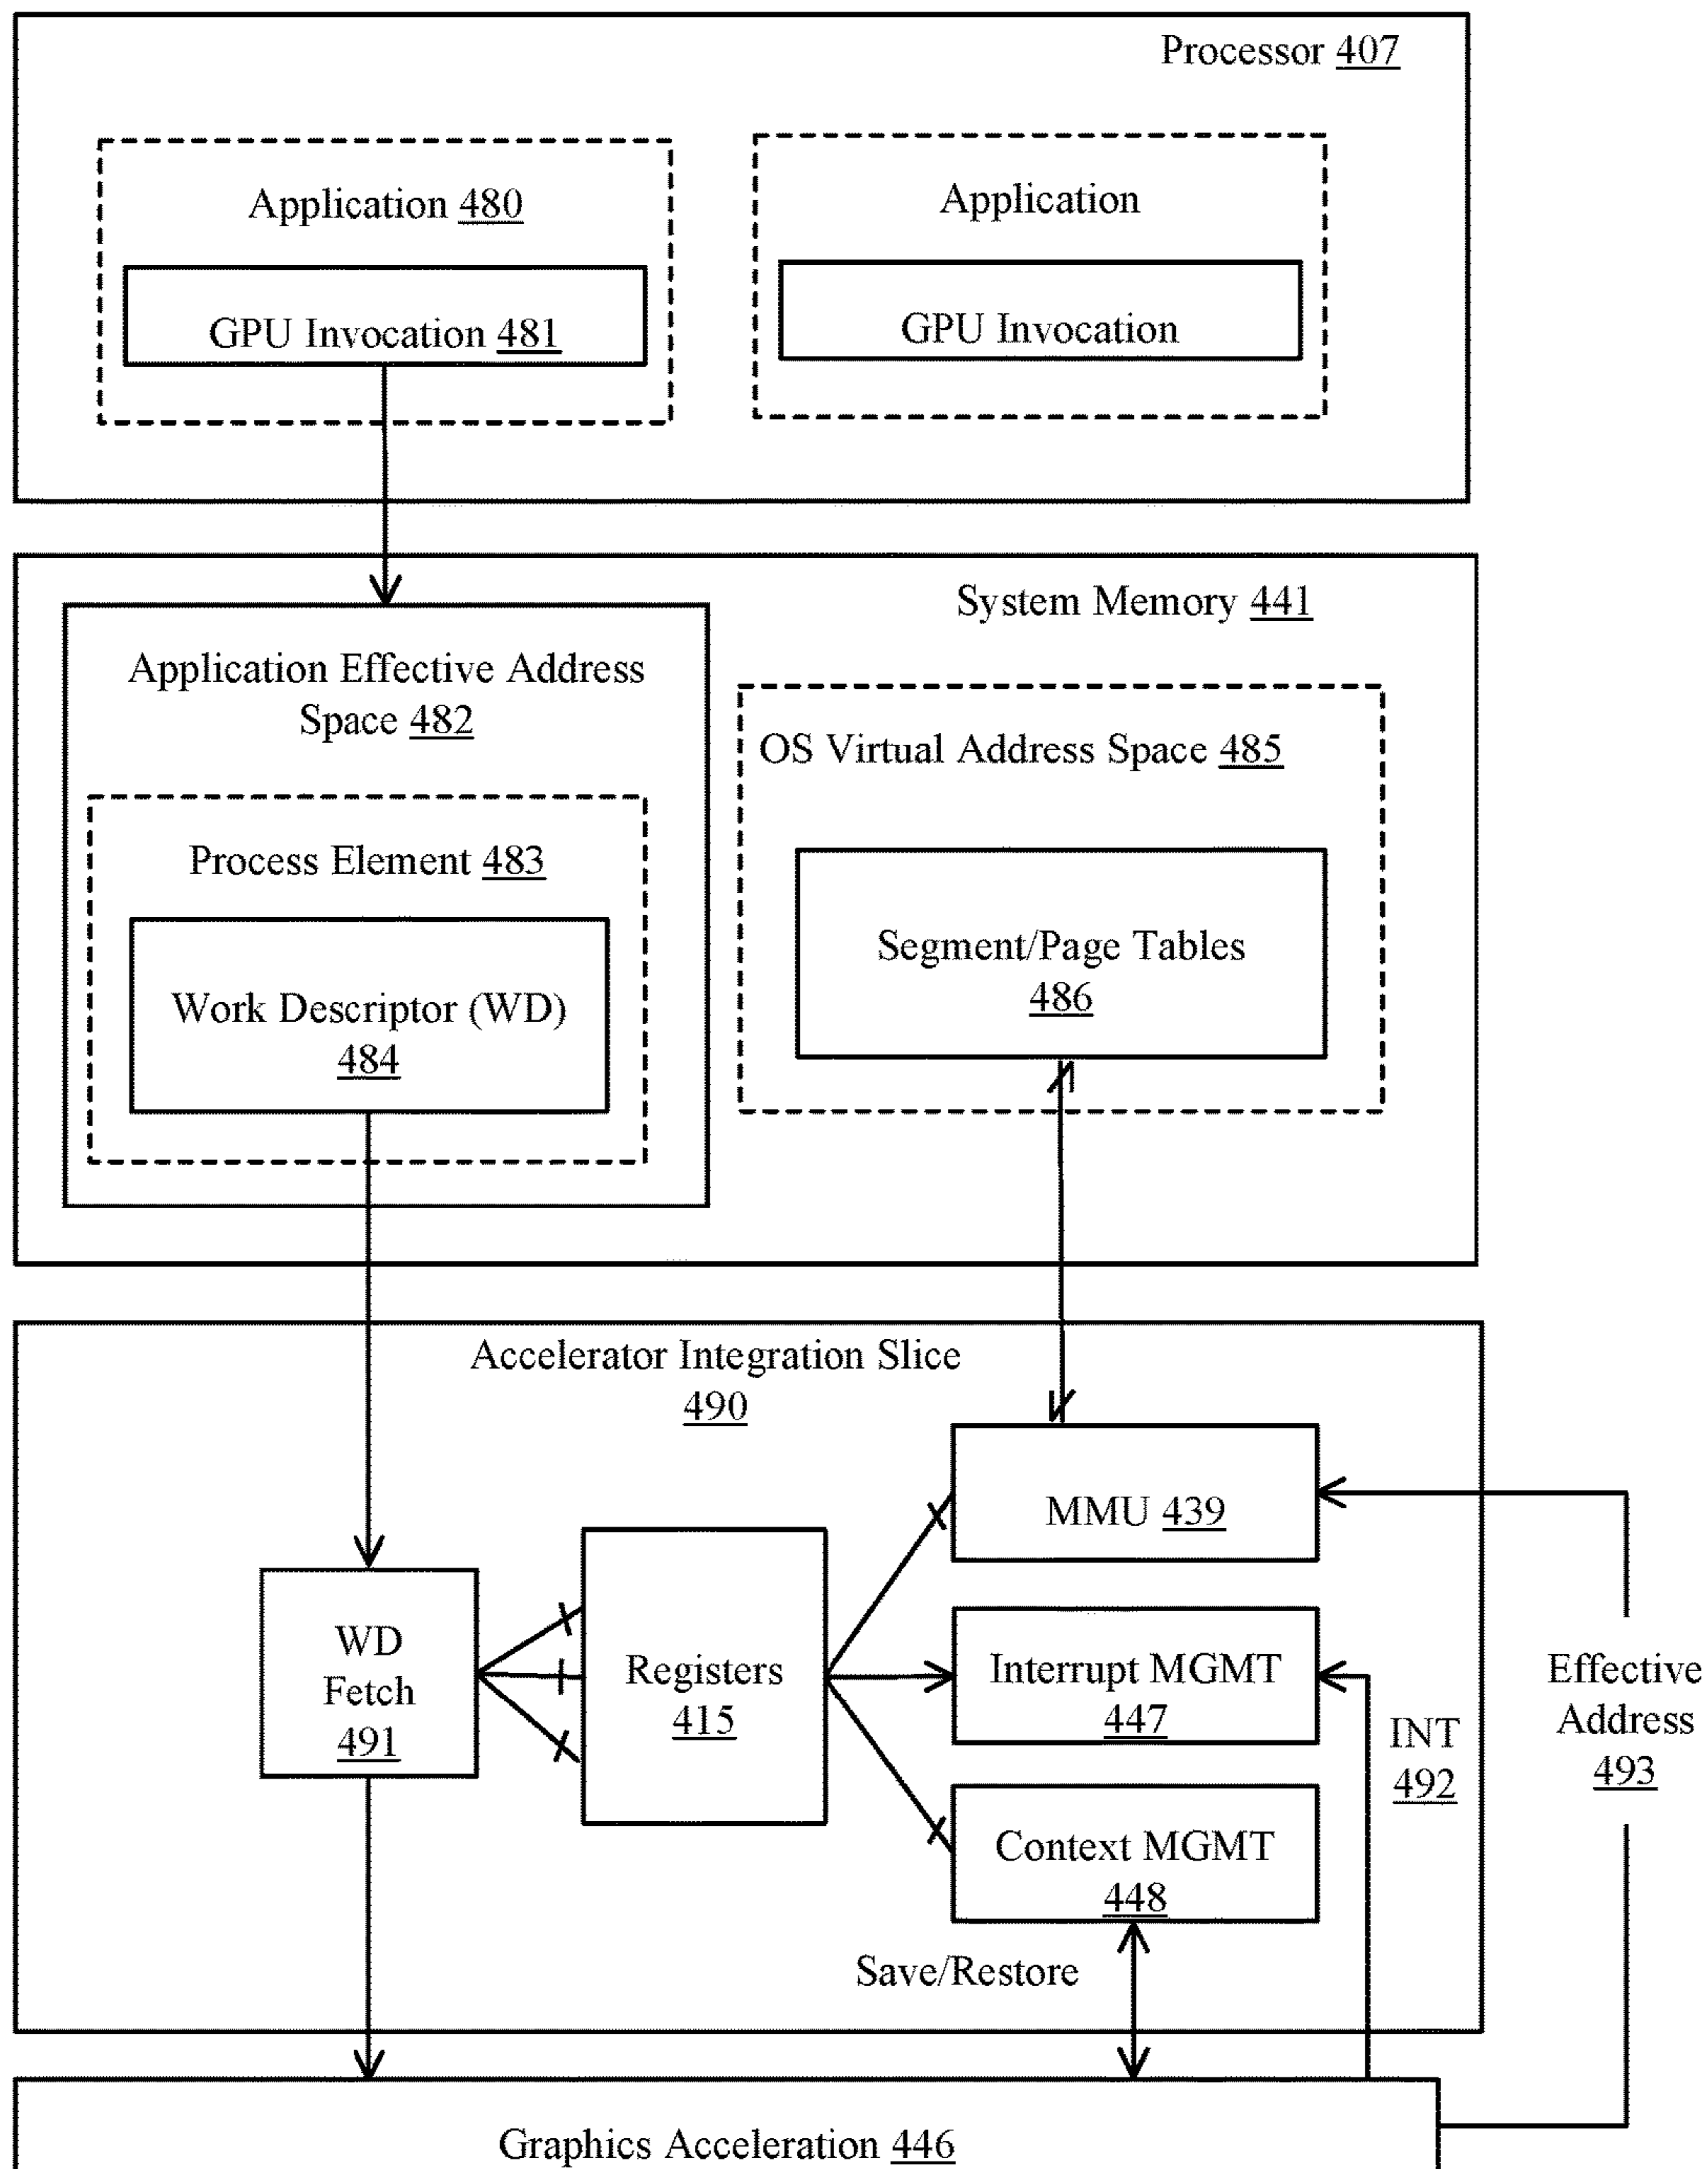 Processor 407
Application 480
Application
GPU Invocation 481
GPU Invocation
System Memory 441
Application Effective Address
Space 482
OS Virtual Address Space 485
Process Element 483
Segment/Page Tables
486
Work Descriptor (WD)
484
Accelerator Integration Slice
490
MMU 439
WD
Fetch
491
Registers
415
Interrupt MGMT
447
INT
492
Effective
Address
493
Context MGMT
448
Save/Restore
Graphics Acceleration 446